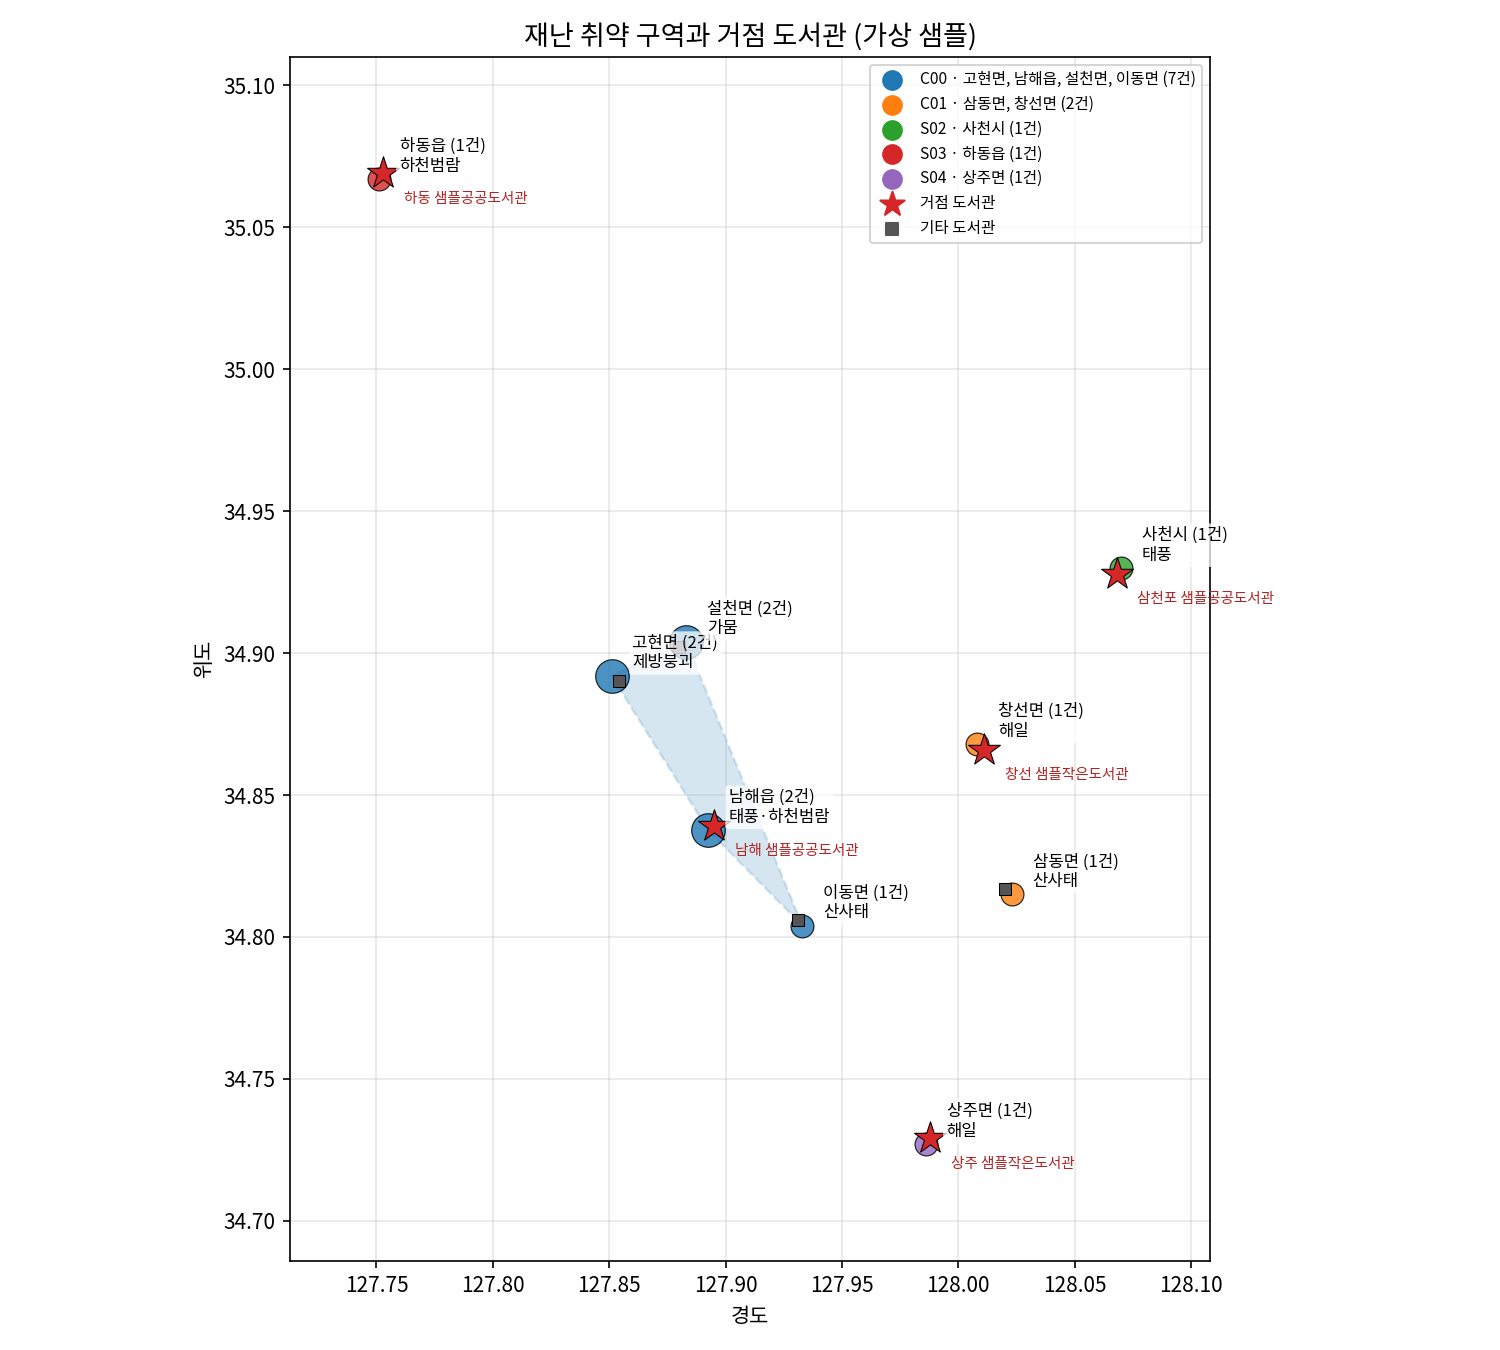 재난 취약 구역과 거점 도서관 (가상 샘플)
C00 · 고현면, 남해읍, 설천면, 이동면 (7건)
C01 · 삼동면, 창선면 (2건)
S02 · 사천시 (1건)
S03 · 하동읍 (1건)
S04 · 상주면 (1건)
거점 도서관
기타 도서관
하동읍 (1건)
하천범람
하동 샘플공공도서관
사천시 (1건)
태풍
삼천포 샘플공공도서관
설천면 (2건)
가뭄
고현면 (2건)
제방붕괴
창선면 (1건)
해일
창선 샘플작은도서관
남해읍 (2건)
태풍·하천범람
남해 샘플공공도서관
삼동면 (1건)
산사태
이동면 (1건)
산사태
상주면 (1건)
해일
상주 샘플작은도서관
위도
35.10
35.05
35.00
34.95
34.90
34.85
34.80
34.75
34.70
127.75 127.80 127.85 127.90 127.95 128.00 128.05 128.10
경도